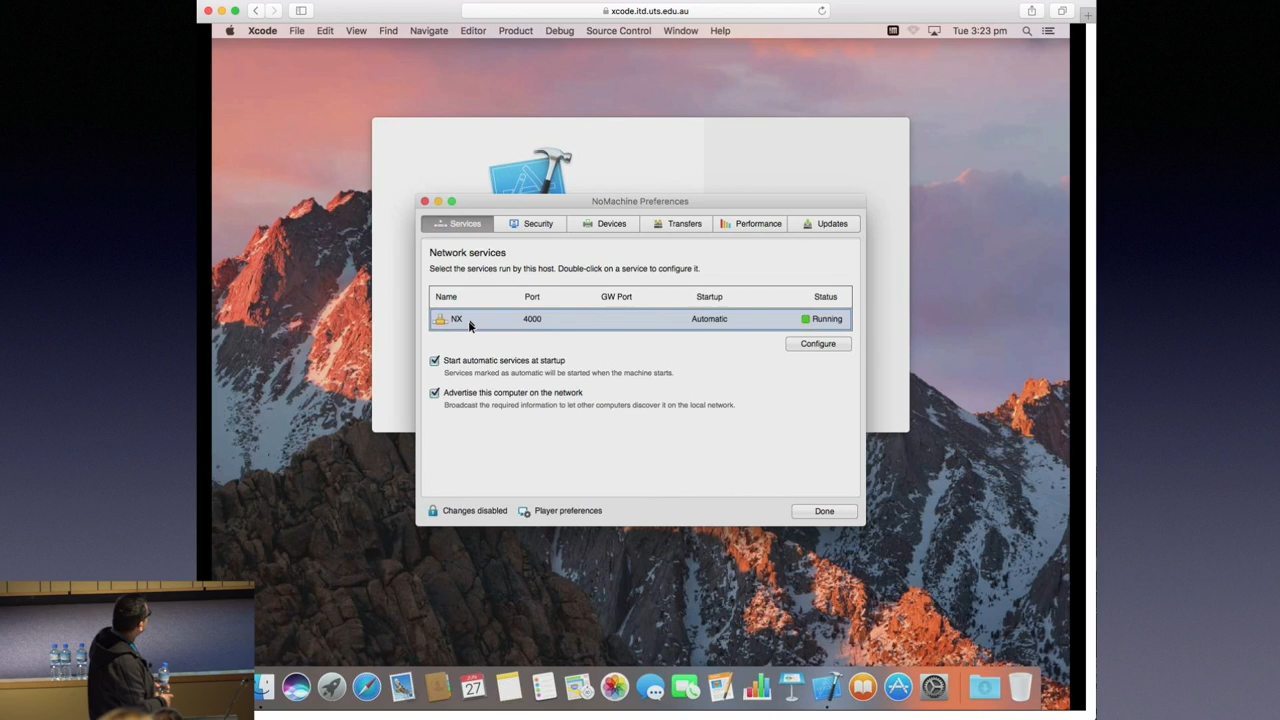 xcode.itd.uts.edu.au
Xcode File Edit View Find Navigate Editor Product Debug Source Control Window Help Tue 3:23 pm
NoMachine Preferences
Services Security Devices Transfers Performance Updates
Network services
Select the services run by this host. Double-click on a service to configure it.
Name Port GW Port Startup Status
NX 4000 Automatic Running
Configure
Start automatic services at startup
Services marked as automatic will be started when the machine starts.
Advertise this computer on the network
Broadcast the required information to let other computers discover it on the local network.
Changes disabled Player preferences Done
JUN
27